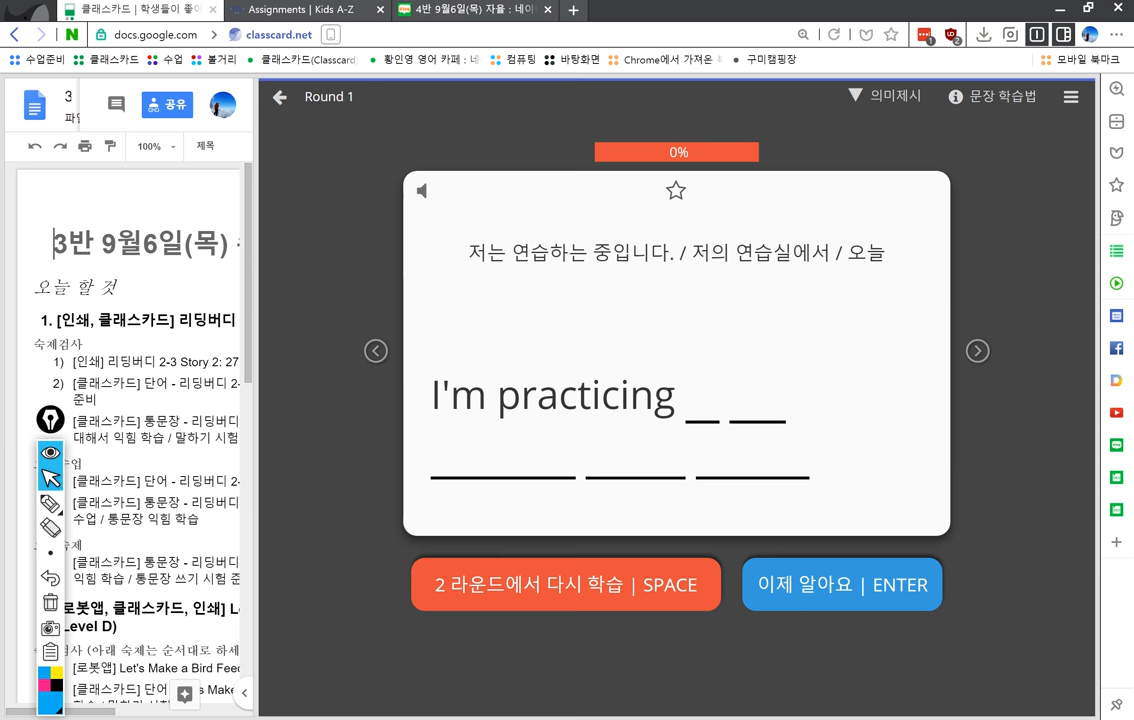 클래스카드 | 학생들이 좋아
Assignments | Kids A-Z
4반 9월6일(목) 자율 : 네이
docs.google.com
classcard.net
수업준비
클래스카드
수업
볼거리
클래스카드(Classcard
황인영 영어 카페 : 네
컴퓨팅
바탕화면
Chrome에서 가져온
구미캠핑장
모바일 북마크
3
파일
공유
100%
제목
3반 9월6일(목)
오늘 할 것
1. [인쇄, 클래스카드] 리딩버디
숙제검사
1) [인쇄] 리딩버디 2-3 Story 2: 27
2) [클래스카드] 단어 - 리딩버디 2-
준비
[클래스카드] 통문장 - 리딩버디
대해서 익힘 학습 / 말하기 시험
수업
[클래스카드] 단어 - 리딩버디
[클래스카드] 통문장 - 리딩버디
수업 / 통문장 익힘 학습
숙제
[클래스카드] 통문장 - 리딩버디
익힘 학습 / 통문장 쓰기 시험 준
로봇앱, 클래스카드, 인쇄] L
Level D)
검사 (아래 숙제는 순서대로 하세
[로봇앱] Let's Make a Bird Feed
[클래스카드] 단어
s Make
Round 1
의미제시
문장 학습법
0%
저는 연습하는 중입니다. / 저의 연습실에서 / 오늘
I'm practicing
2 라운드에서 다시 학습 | SPACE
이제 알아요 | ENTER